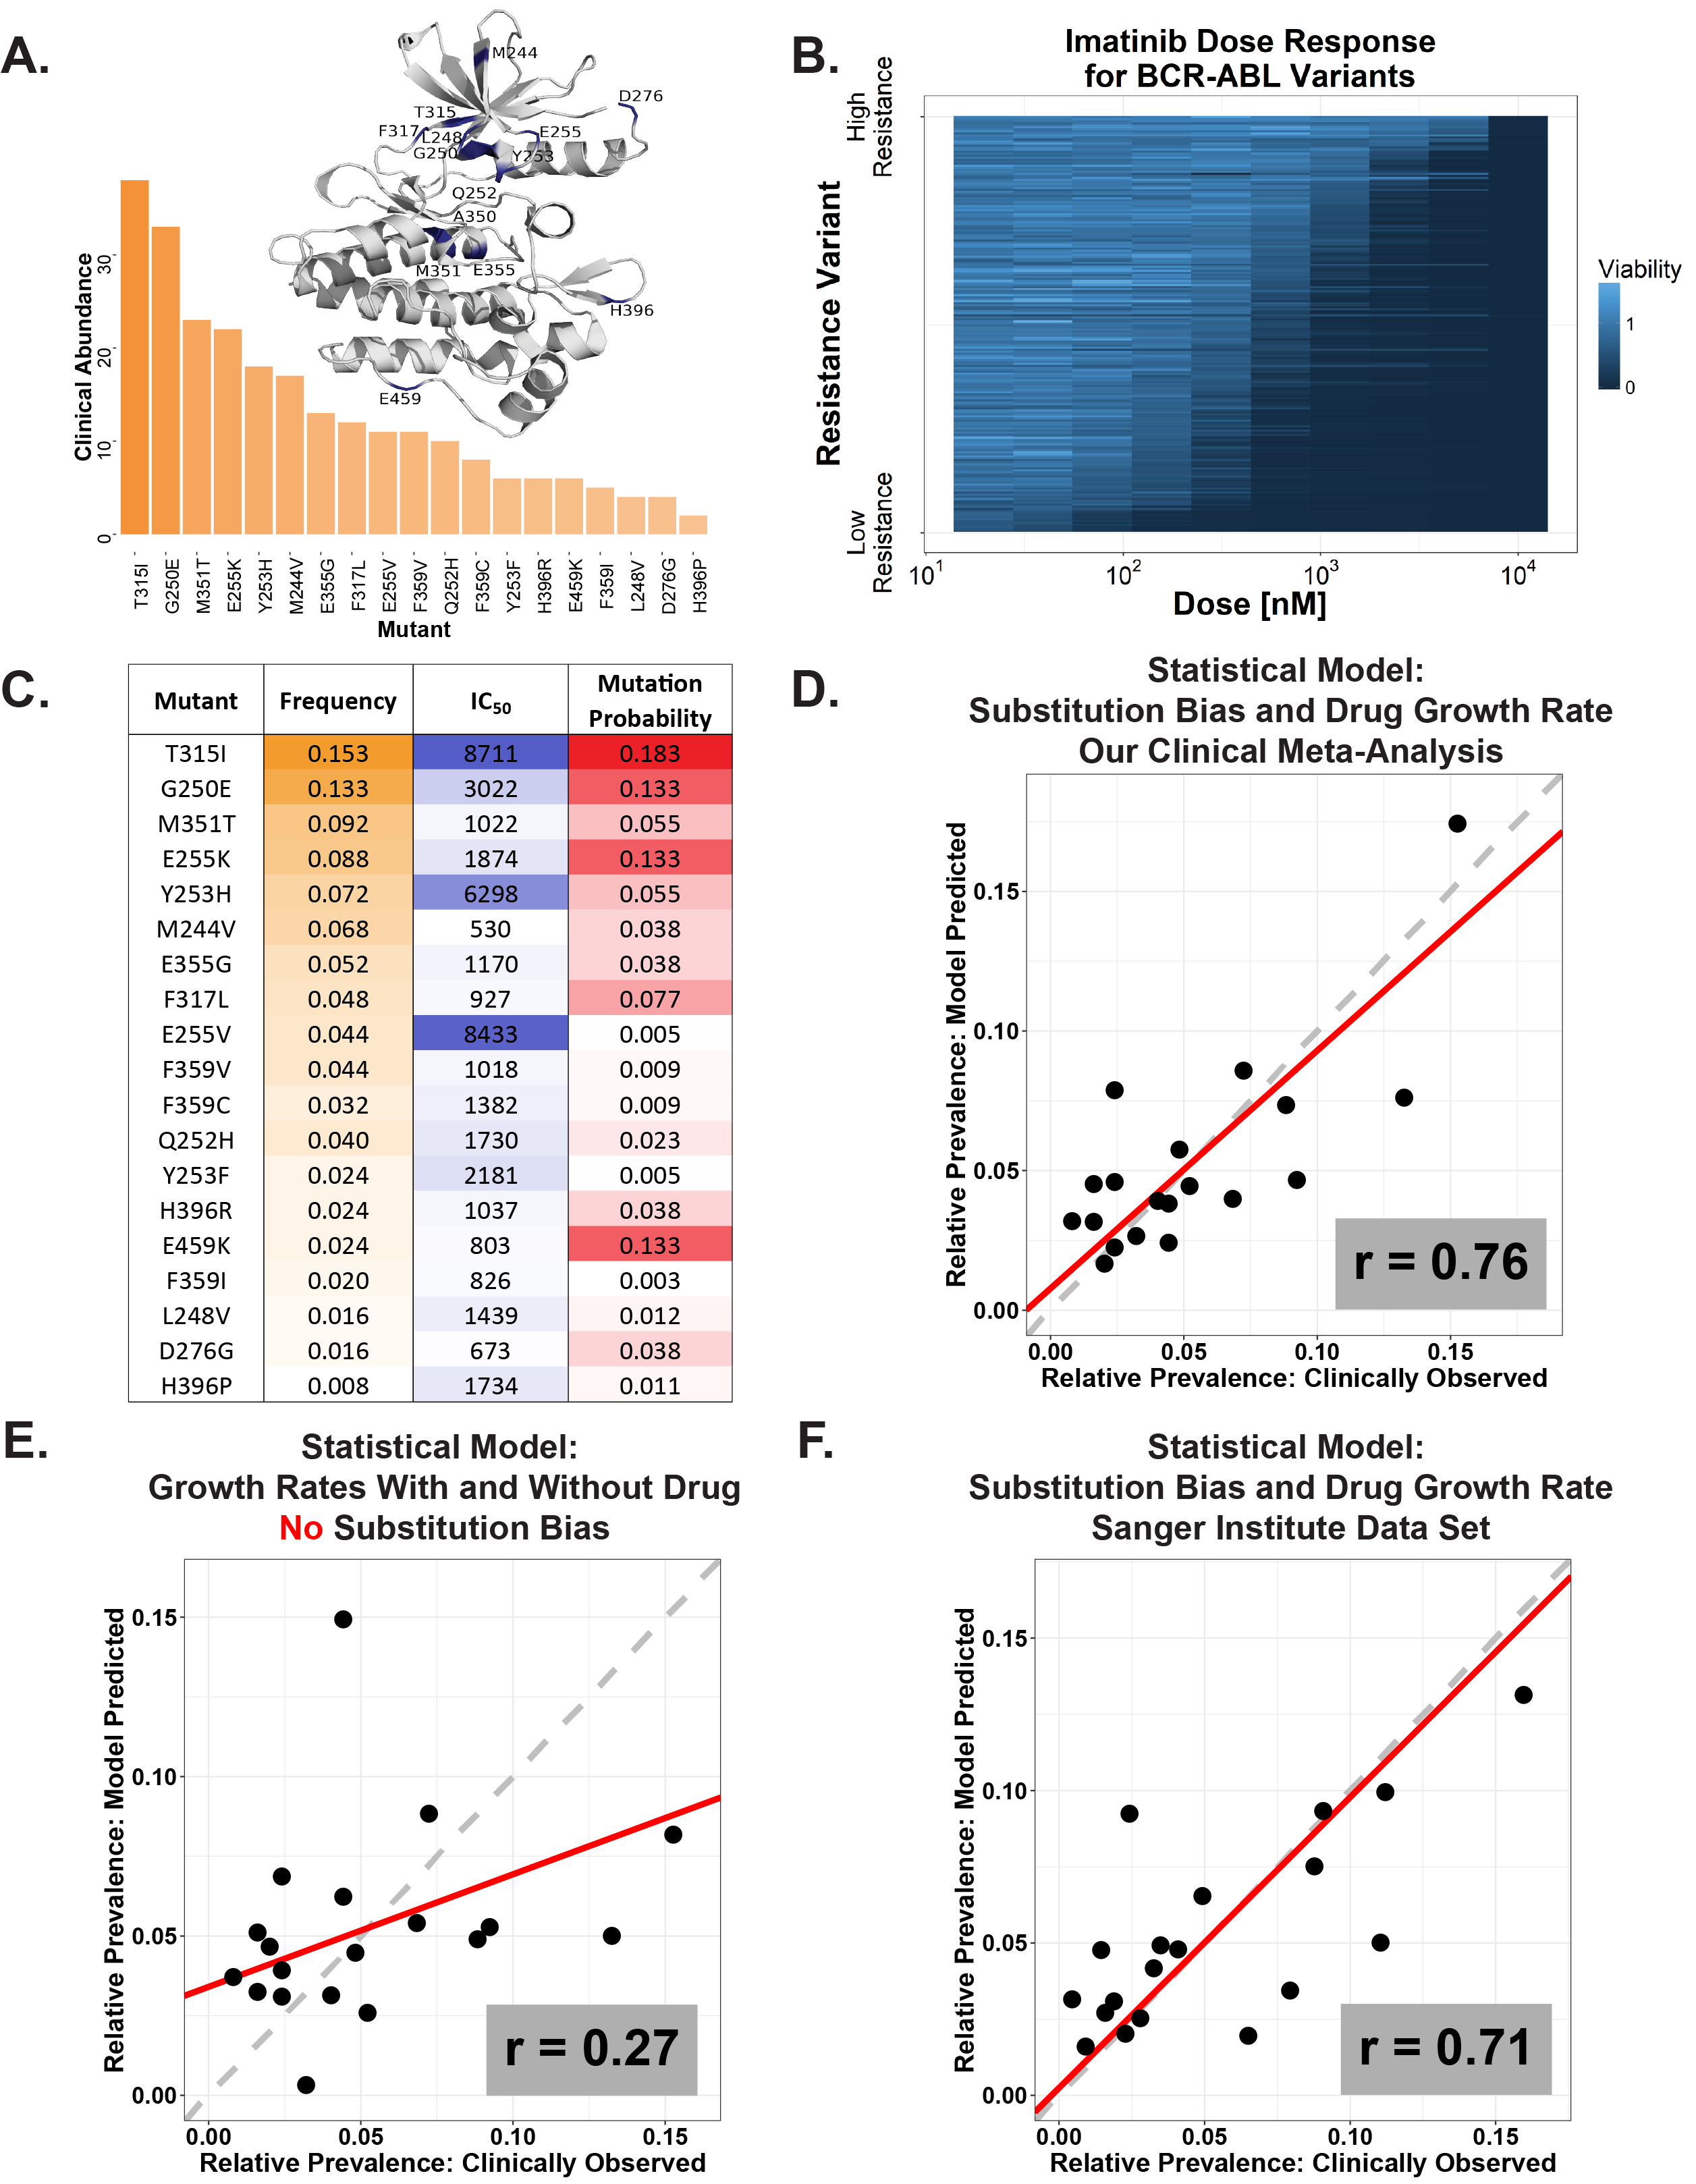 A.
M244
D276
T315
F317
L248
E255
G250
Y253
Q252
A350
M351
E355
H396
E459
Clinical Abundance
30
20
10
0
T315I
G250E
M351T
E255K
Y253H
M244V
E355G
F317L
E255V
F359V
Q252H
F359C
Y253F
H396R
E459K
F359I
L248V
D276G
H396P
Mutant
B.
Imatinib Dose Response
for BCR-ABL Variants
High
Resistance
Resistance Variant
Low
Resistance
10¹
10²
10³
10⁴
Dose [nM]
Viability
1
0
C.
Mutant Frequency IC₅₀ Mutation Probability
T315I 0.153 8711 0.183
G250E 0.133 3022 0.133
M351T 0.092 1022 0.055
E255K 0.088 1874 0.133
Y253H 0.072 6298 0.055
M244V 0.068 530 0.038
E355G 0.052 1170 0.038
F317L 0.048 927 0.077
E255V 0.044 8433 0.005
F359V 0.044 1018 0.009
F359C 0.032 1382 0.009
Q252H 0.040 1730 0.023
Y253F 0.024 2181 0.005
H396R 0.024 1037 0.038
E459K 0.024 803 0.133
F359I 0.020 826 0.003
L248V 0.016 1439 0.012
D276G 0.016 673 0.038
H396P 0.008 1734 0.011
D.
Statistical Model:
Substitution Bias and Drug Growth Rate
Our Clinical Meta-Analysis
Relative Prevalence: Model Predicted
0.15
0.10
0.05
0.00
r = 0.76
0.00 0.05 0.10 0.15
Relative Prevalence: Clinically Observed
E.
Statistical Model:
Growth Rates With and Without Drug
No Substitution Bias
Relative Prevalence: Model Predicted
0.15
0.10
0.05
0.00
r = 0.27
0.00 0.05 0.10 0.15
Relative Prevalence: Clinically Observed
F.
Statistical Model:
Substitution Bias and Drug Growth Rate
Sanger Institute Data Set
Relative Prevalence: Model Predicted
0.15
0.10
0.05
0.00
r = 0.71
0.00 0.05 0.10 0.15
Relative Prevalence: Clinically Observed